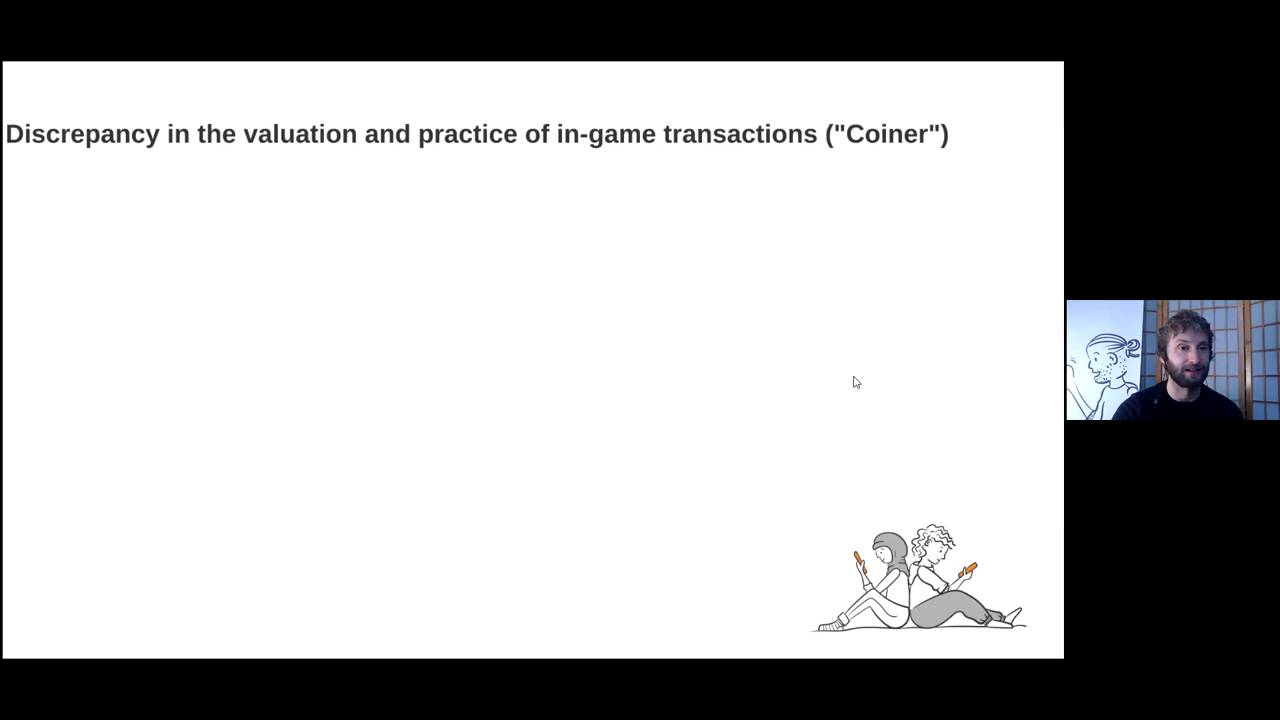 Discrepancy in the valuation and practice of in-game transactions ("Coiner")